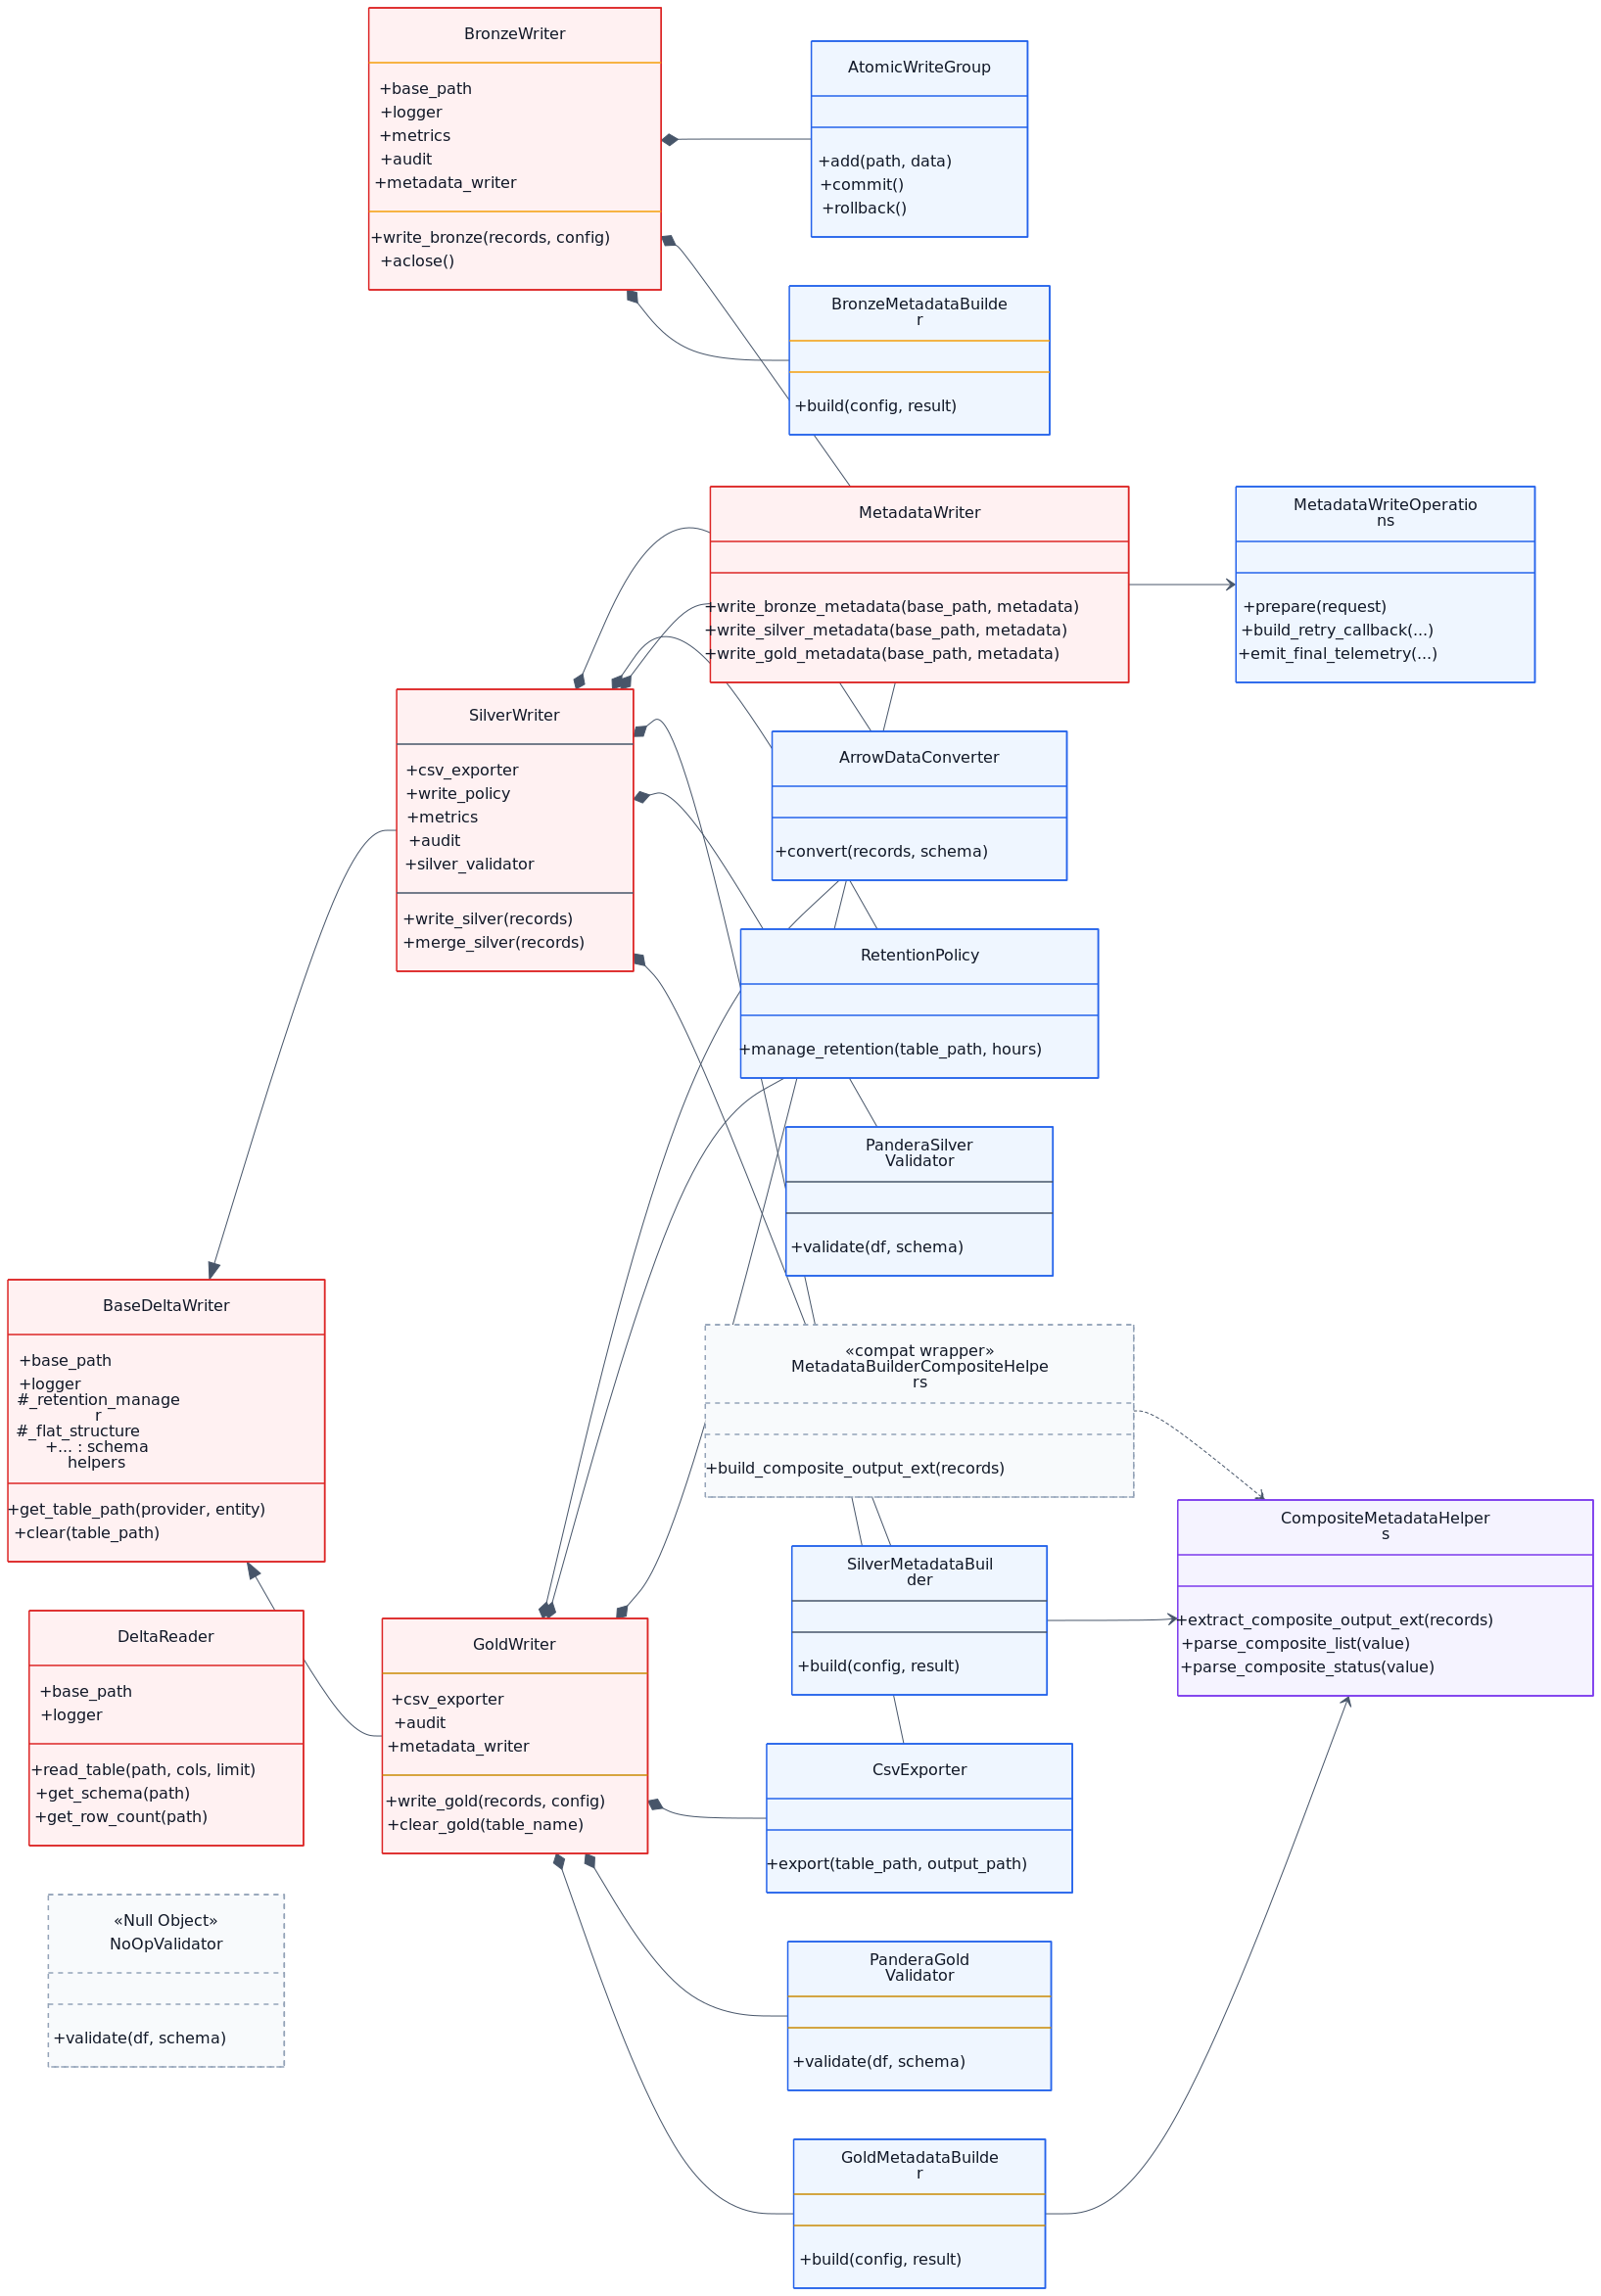 BronzeWriter
+base_path
+logger
+metrics
+audit
+metadata_writer
+write_bronze(records, config)
+aclose()
AtomicWriteGroup
+add(path, data)
+commit()
+rollback()
BronzeMetadataBuilde
r
+build(config, result)
MetadataWriter
+write_bronze_metadata(base_path, metadata)
+write_silver_metadata(base_path, metadata)
+write_gold_metadata(base_path, metadata)
MetadataWriteOperatio
ns
+prepare(request)
+build_retry_callback(...)
+emit_final_telemetry(...)
SilverWriter
+csv_exporter
+write_policy
+metrics
+audit
+silver_validator
+write_silver(records)
+merge_silver(records)
ArrowDataConverter
+convert(records, schema)
RetentionPolicy
+manage_retention(table_path, hours)
PanderaSilver
Validator
+validate(df, schema)
BaseDeltaWriter
+base_path
+logger
#_retention_manage
r
#_flat_structure
+... : schema
helpers
+get_table_path(provider, entity)
+clear(table_path)
«compat wrapper»
MetadataBuilderCompositeHelpe
rs
+build_composite_output_ext(records)
CompositeMetadataHelper
s
+extract_composite_output_ext(records)
+parse_composite_list(value)
+parse_composite_status(value)
SilverMetadataBuil
der
+build(config, result)
DeltaReader
+base_path
+logger
+read_table(path, cols, limit)
+get_schema(path)
+get_row_count(path)
GoldWriter
+csv_exporter
+audit
+metadata_writer
+write_gold(records, config)
+clear_gold(table_name)
CsvExporter
+export(table_path, output_path)
«Null Object»
NoOpValidator
+validate(df, schema)
PanderaGold
Validator
+validate(df, schema)
GoldMetadataBuilde
r
+build(config, result)